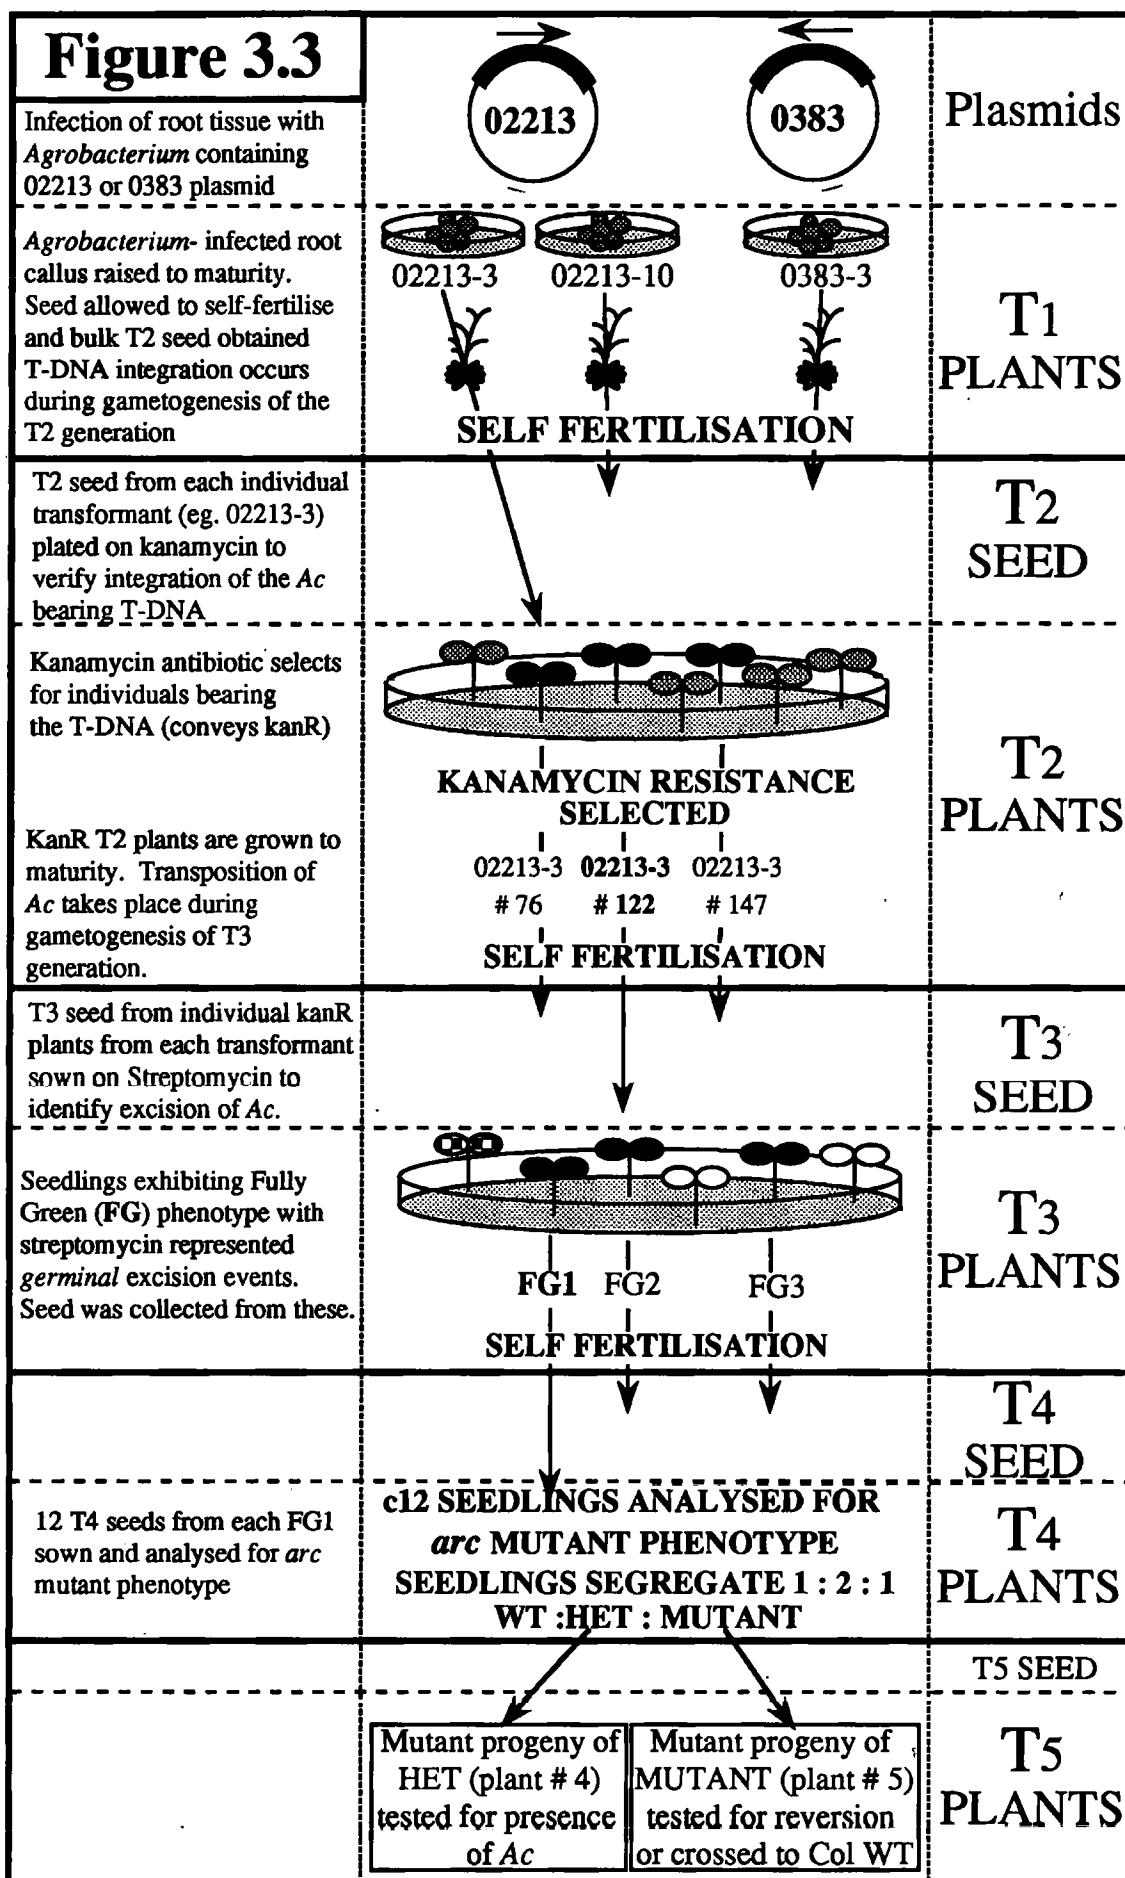 Figure 3.3
02213
0383
Plasmids
Infection of root tissue with
Agrobacterium containing
02213 or 0383 plasmid
Agrobacterium- infected root
callus raised to maturity.
Seed allowed to self-fertilise
and bulk T2 seed obtained
T-DNA integration occurs
during gametogenesis of the
T2 generation
02213-3
02213-10
0383-3
SELF FERTILISATION
T1
PLANTS
T2 seed from each individual
transformant (eg. 02213-3)
plated on kanamycin to
verify integration of the Ac
bearing T-DNA
T2
SEED
Kanamycin antibiotic selects
for individuals bearing
the T-DNA (conveys kanR)
KanR T2 plants are grown to
maturity. Transposition of
Ac takes place during
gametogenesis of T3
generation.
KANAMYCIN RESISTANCE
SELECTED
02213-3 02213-3 02213-3
# 76 # 122 # 147
SELF FERTILISATION
T2
PLANTS
T3 seed from individual kanR
plants from each transformant
sown on Streptomycin to
identify excision of Ac.
T3
SEED
Seedlings exhibiting Fully
Green (FG) phenotype with
streptomycin represented
germinal excision events.
Seed was collected from these.
FG1 FG2 FG3
SELF FERTILISATION
T3
PLANTS
T4
SEED
12 T4 seeds from each FG1
sown and analysed for arc
mutant phenotype
c12 SEEDLINGS ANALYSED FOR
arc MUTANT PHENOTYPE
SEEDLINGS SEGREGATE 1 : 2 : 1
WT :HET : MUTANT
T4
PLANTS
T5 SEED
Mutant progeny of
HET (plant # 4)
tested for presence
of Ac
Mutant progeny of
MUTANT (plant # 5)
tested for reversion
or crossed to Col WT
T5
PLANTS